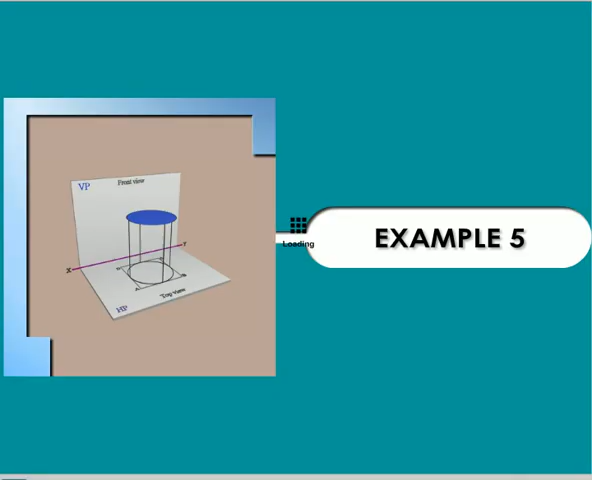 VP
Front view
X
Y
HP
Top view
Loading
EXAMPLE 5